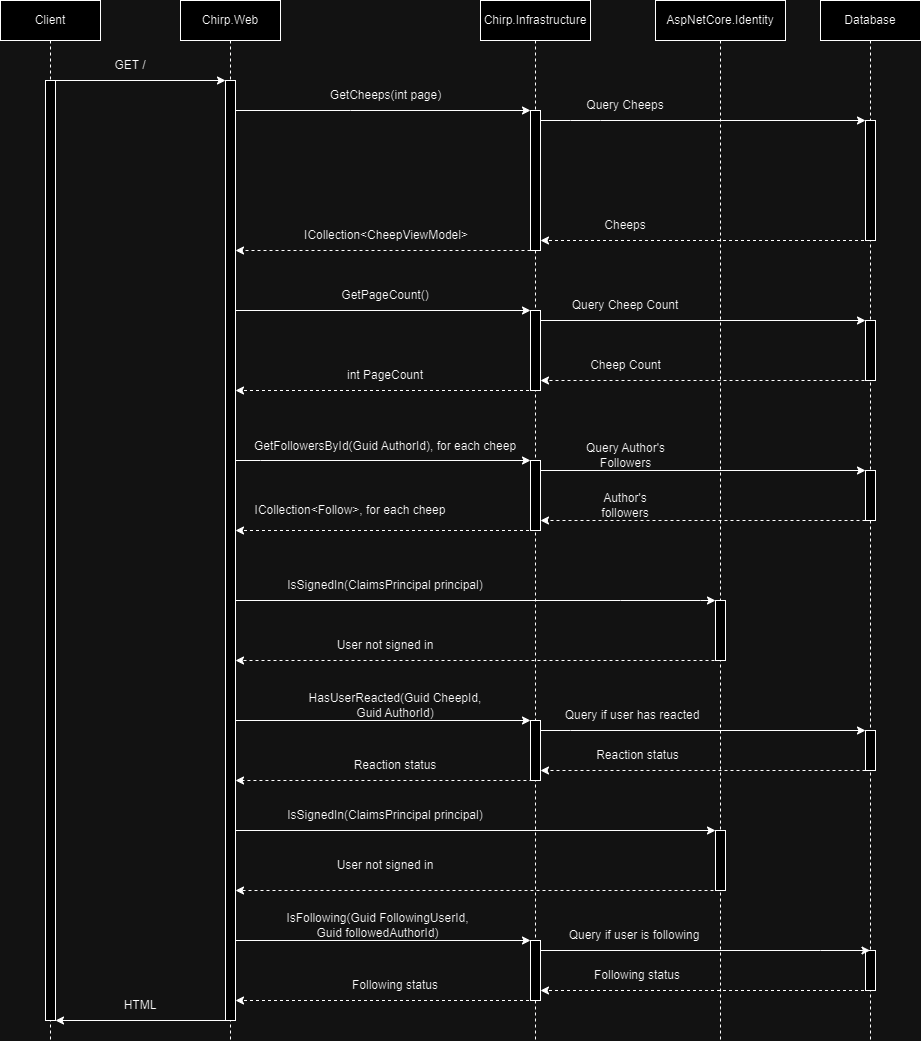 Client
Chirp.Web
Chirp.Infrastructure
AspNetCore.Identity
Database
GET /
GetCheeps(int page)
Query Cheeps
Cheeps
ICollection<CheepViewModel>
GetPageCount()
Query Cheep Count
Cheep Count
int PageCount
GetFollowersById(Guid AuthorId), for each cheep
Query Author's
Followers
Author's
followers
ICollection<Follow>, for each cheep
IsSignedIn(ClaimsPrincipal principal)
User not signed in
HasUserReacted(Guid CheepId,
Guid AuthorId)
Query if user has reacted
Reaction status
Reaction status
IsSignedIn(ClaimsPrincipal principal)
User not signed in
IsFollowing(Guid FollowingUserId,
Guid followedAuthorId)
Query if user is following
Following status
Following status
HTML